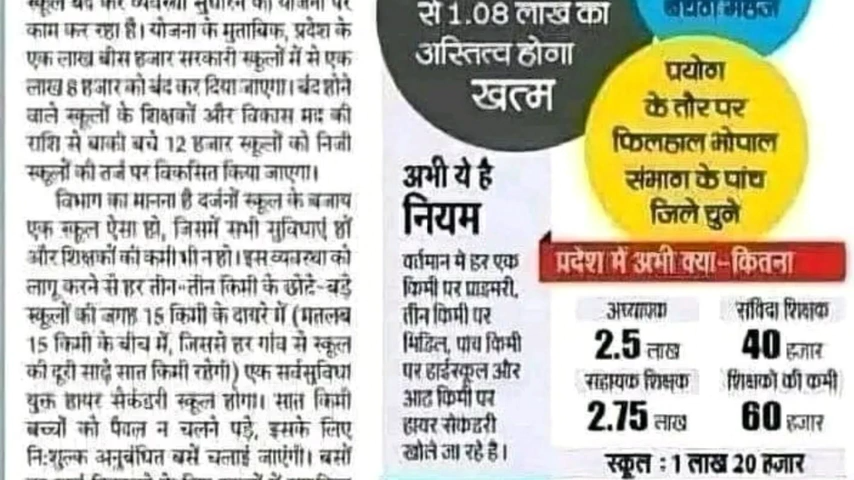 स्कूल बंद कर व्यवस्था सुधारने की योजना पर
काम कर रहा है। योजना के मुताबिक, प्रदेश के
एक लाख बीस हजार सरकारी स्कूलों में से एक
लाख 8 हजार को बंद कर दिया जाएगा। बंद होने
वाले स्कूलों के शिक्षकों और विकास मद की
राशि से बाकी बचे 12 हजार स्कूलों को निजी
स्कूलों की तर्ज पर विकसित किया जाएगा।
विभाग का मानना है दर्जनों स्कूल के बजाय
एक स्कूल ऐसा हो, जिसमें सभी सुविधाएं हों
और शिक्षकों की कमी भी न हो। इस व्यवस्था को
लागू करने से हर तीन-तीन किमी के छोटे-बड़े
स्कूलों की जगह 15 किमी के दायरे में (मतलब
15 किमी के बीच में, जिससे हर गांव से स्कूल
की दूरी साढ़े सात किमी रहेगी) एक सर्वसुविधा
युक्त हायर सेकंडरी स्कूल होगा। सात किमी
बच्चों को पैदल न चलने पड़े, इसके लिए
नि:शुल्क अनुबंधित बसें चलाई जाएंगी। बसों
से 1.08 लाख का
अस्तित्व होगा
खत्म
प्रयोग
के तौर पर
फिलहाल भोपाल
संभाग के पांच
जिले चुने
अभी ये है
नियम
वर्तमान में हर एक
किमी पर प्राइमरी,
तीन किमी पर
मिडिल, पांच किमी
पर हाईस्कूल और
आठ किमी पर
हायर सेकंडरी
खोले जा रहे है।
प्रदेश में अभी क्या-कितना
अध्यापक
संविदा शिक्षक
2.5 लाख
40 हजार
सहायक शिक्षक
शिक्षकों की कमी
2.75 लाख
60 हजार
स्कूल : 1 लाख 20 हजार